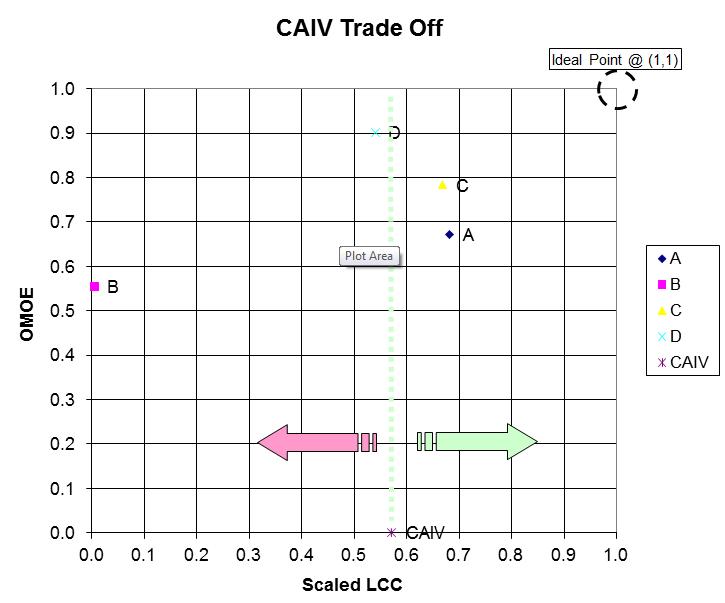 CAIV Trade Off
Ideal Point @ (1,1)
1.0
0.9
D
0.8
C
0.7
A
Plot Area
0.6
B
0.5
0.4
0.3
0.2
0.1
0.0
CAIV
OMOE
0.0 0.1 0.2 0.3 0.4 0.5 0.6 0.7 0.8 0.9 1.0
Scaled LCC
A
B
C
D
CAIV